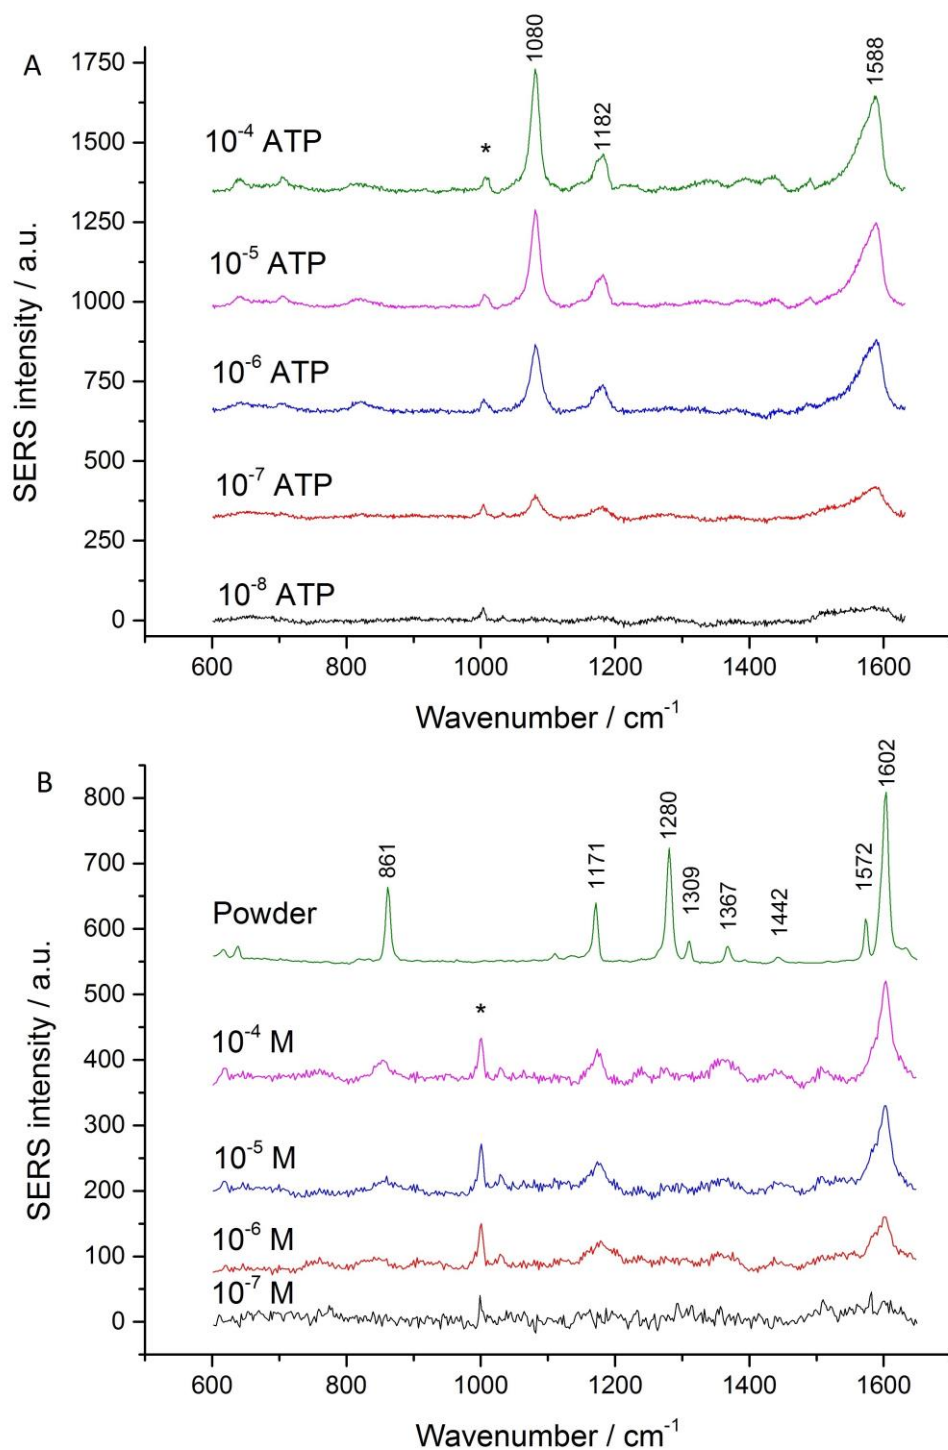 A
SERS intensity / a.u.
1750
1500
1250
1000
750
500
250
0
10⁻⁴ ATP
10⁻⁵ ATP
10⁻⁶ ATP
10⁻⁷ ATP
10⁻⁸ ATP
*
1080
1182
1588
600 800 1000 1200 1400 1600
Wavenumber / cm⁻¹
B
SERS intensity / a.u.
800
700
600
500
400
300
200
100
0
Powder
10⁻⁴ M
10⁻⁵ M
10⁻⁶ M
10⁻⁷ M
861
*
1171
1280
1309
1367
1442
1572
1602
600 800 1000 1200 1400 1600
Wavenumber / cm⁻¹